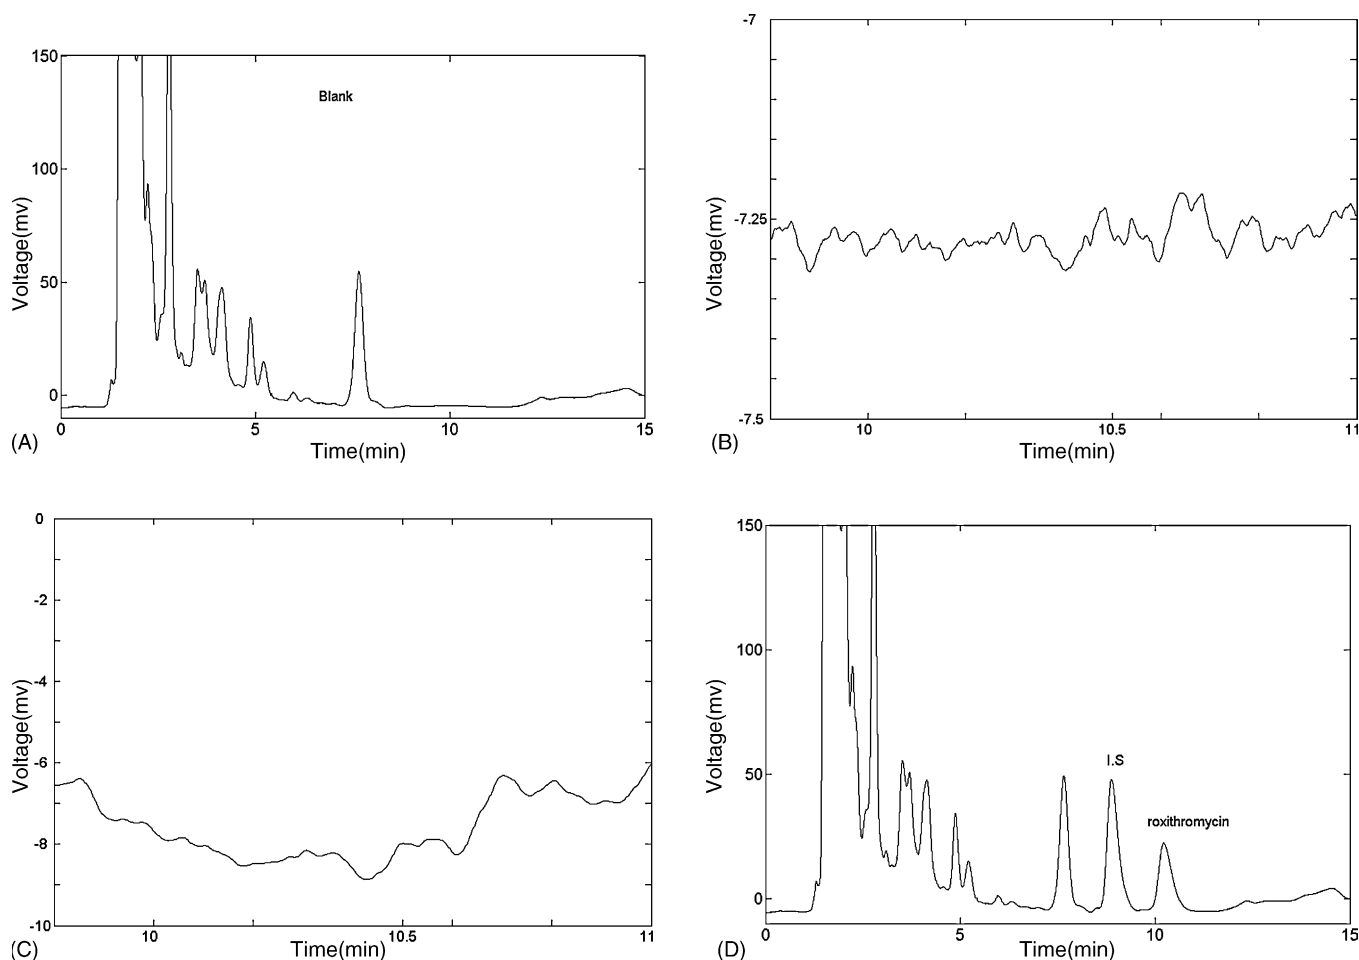 150
100
50
0
Voltage(mv)
Blank
0 5 10 15
Time(min)
(A)
-7
-7.25
-7.5
Voltage(mv)
10 10.5 11
Time(min)
(B)
0
-2
-4
-6
-8
-10
Voltage(mv)
10 10.5 11
Time(min)
(C)
150
100
50
0
Voltage(mv)
I.S
roxithromycin
0 5 10 15
Time(min)
(D)